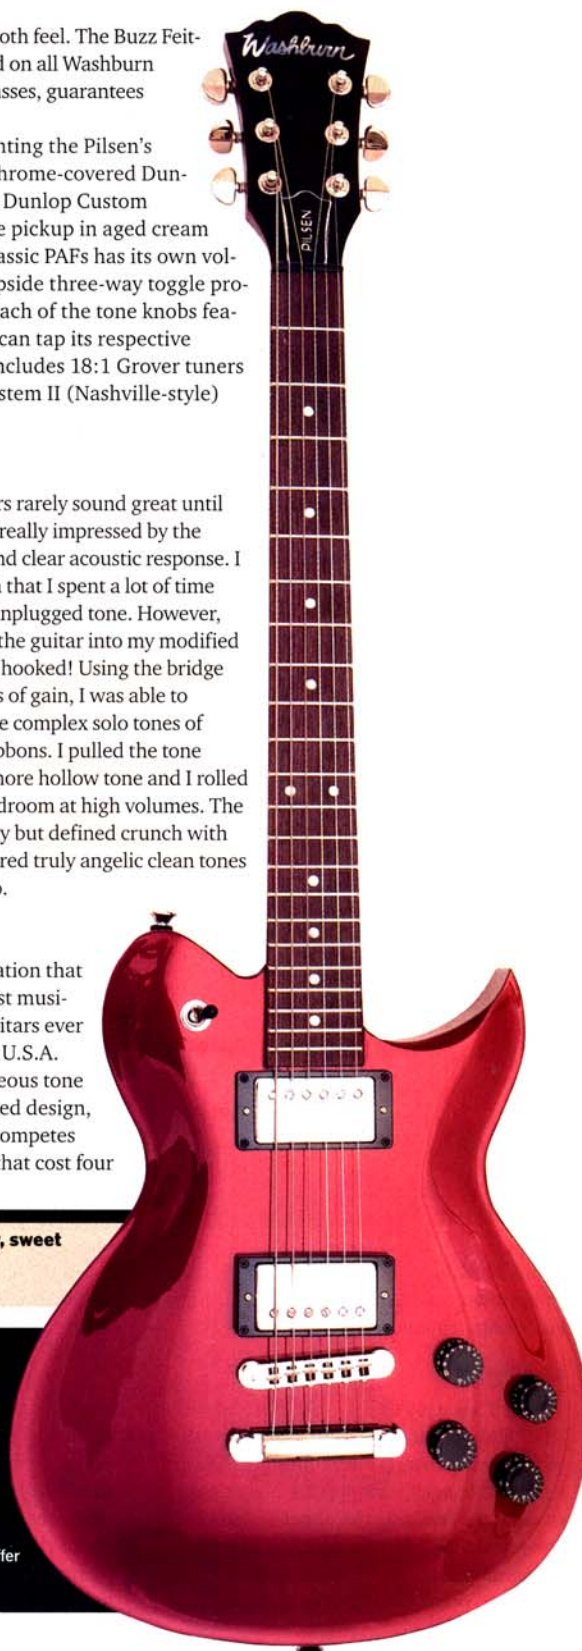 oth feel. The Buzz Feit-
d on all Washburn
sses, guarantees
nting the Pilsen's
hrome-covered Dun-
Dunlop Custom
e pickup in aged cream
assic PAFs has its own vol-
pside three-way toggle pro-
ach of the tone knobs fea-
can tap its respective
ncludes 18:1 Grover tuners
stem II (Nashville-style)
rs rarely sound great until
really impressed by the
nd clear acoustic response. I
n that I spent a lot of time
nplugged tone. However,
the guitar into my modified
hooked! Using the bridge
s of gain, I was able to
e complex solo tones of
bbons. I pulled the tone
more hollow tone and I rolled
droom at high volumes. The
y but defined crunch with
red truly angelic clean tones
o.
ation that
st musi-
itars ever
U.S.A.
eous tone
ed design,
ompetes
that cost four
, sweet
ffer
Washburn
PILSEN